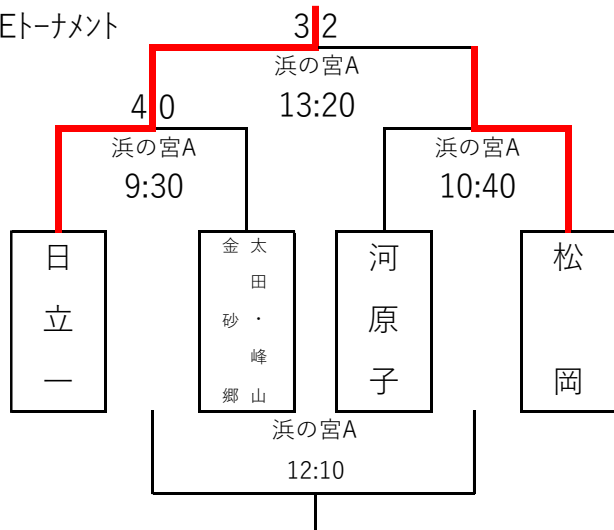 Eトーナメント
3 2
浜の宮A
13:20
4 0
浜の宮A
9:30
浜の宮A
10:40
日立一
太田・峰山
金砂郷
河原子
松岡
浜の宮A
12:10